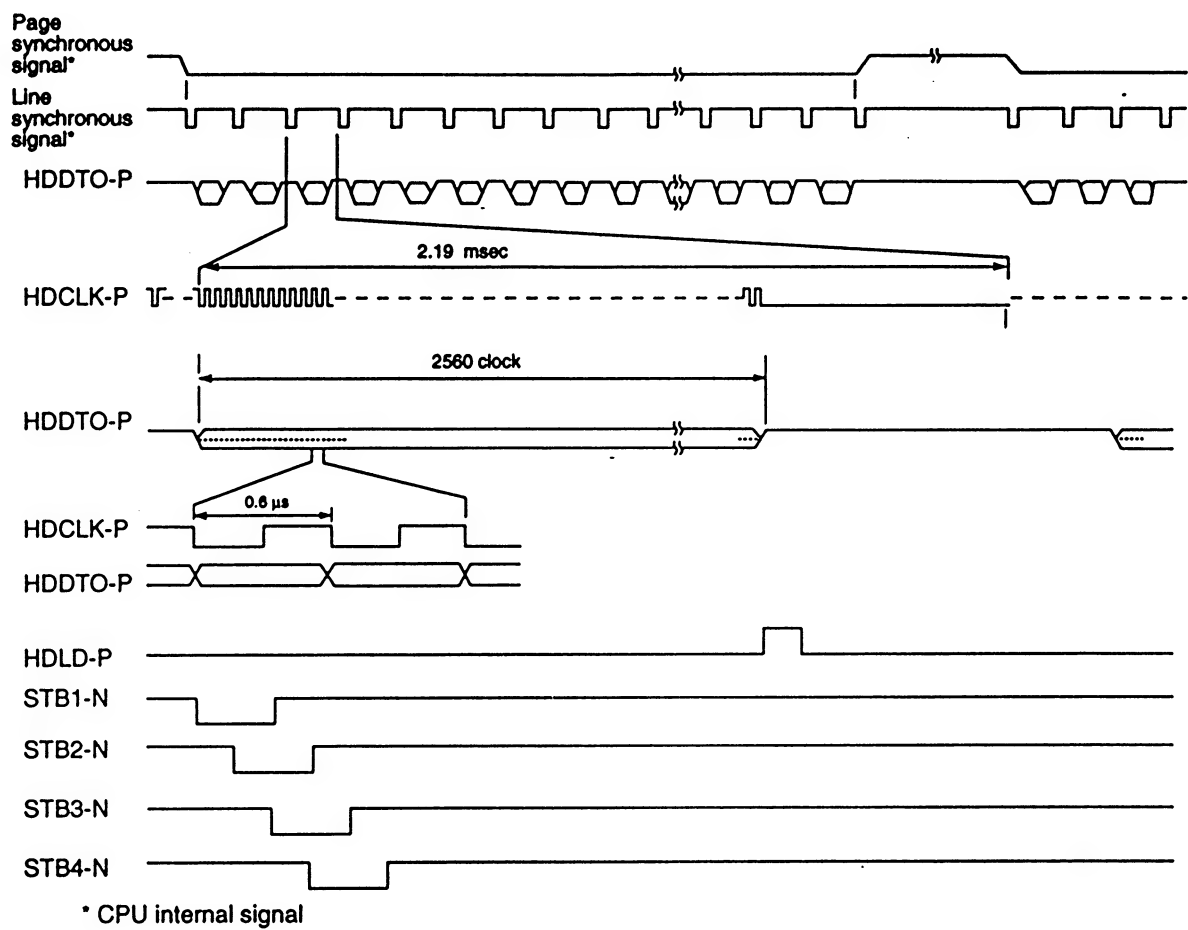 Page
synchronous
signal*
Line
synchronous
signal*
HDDTO-P
2.19 msec
HDCLK-P
2560 clock
HDDTO-P
0.6 µs
HDCLK-P
HDDTO-P
HDLD-P
STB1-N
STB2-N
STB3-N
STB4-N
* CPU internal signal